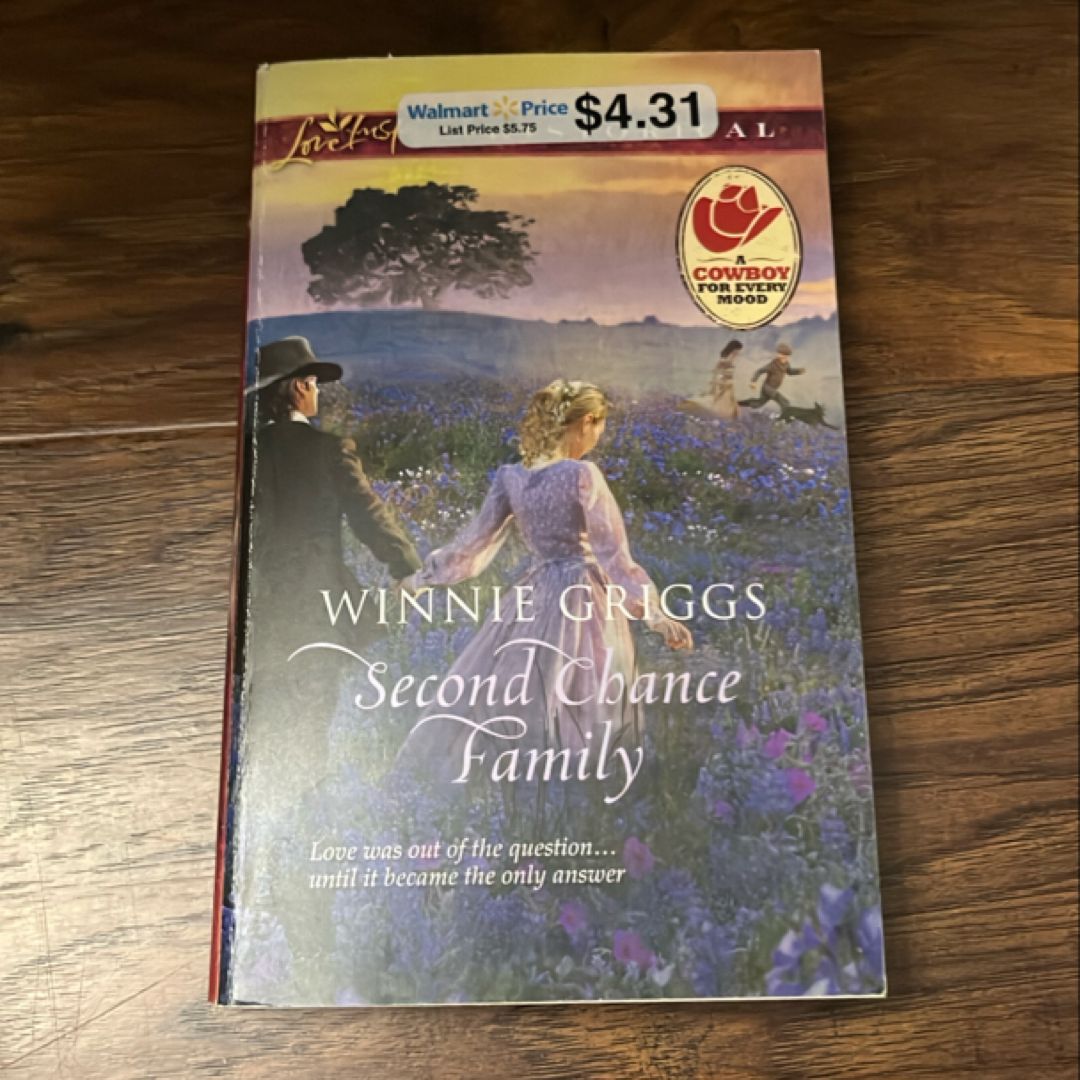 Walmart Price $4.31
List Price $5.75
A L
A
COWBOY
FOR EVERY
MOOD
WINNIE GRIGGS
Second Chance
Family
Love was out of the question...
until it became the only answer